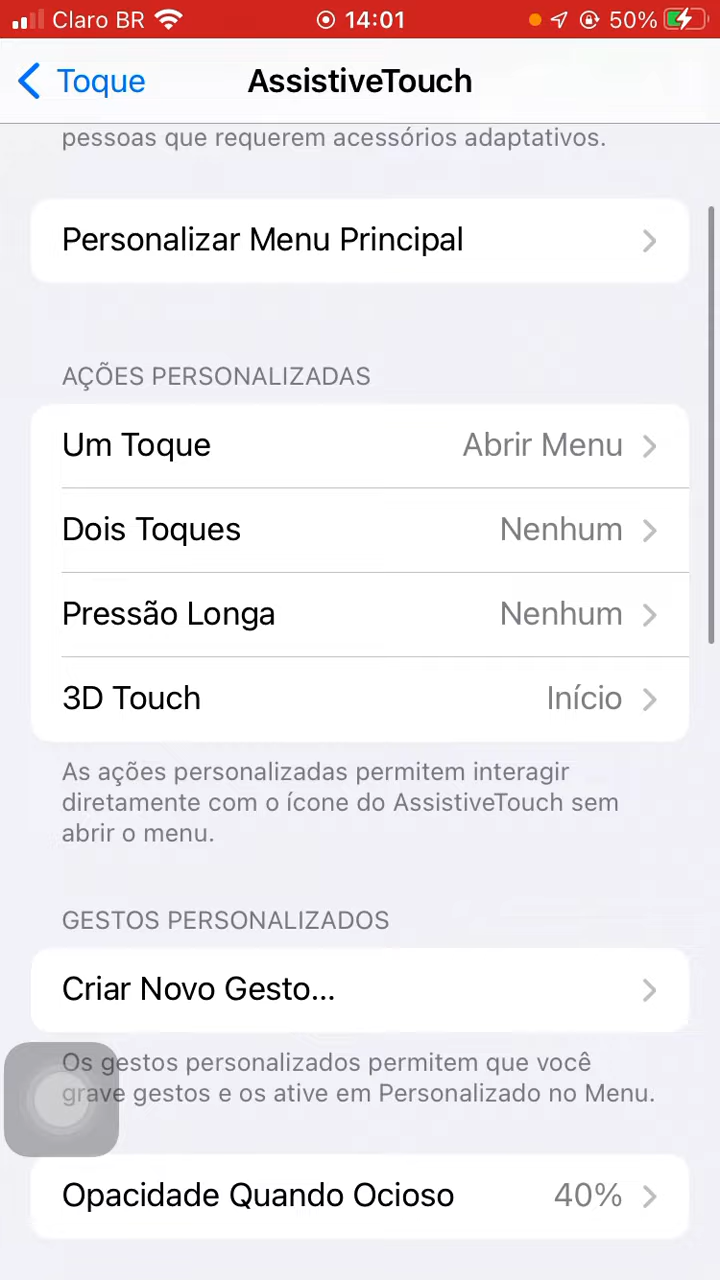 Claro BR 14:01 50%
Toque AssistiveTouch
pessoas que requerem acessórios adaptativos.
Personalizar Menu Principal
AÇÕES PERSONALIZADAS
Um Toque Abrir Menu
Dois Toques Nenhum
Pressão Longa Nenhum
3D Touch Início
As ações personalizadas permitem interagir
diretamente com o ícone do AssistiveTouch sem
abrir o menu.
GESTOS PERSONALIZADOS
Criar Novo Gesto...
Os gestos personalizados permitem que você
grave gestos e os ative em Personalizado no Menu.
Opacidade Quando Ocioso 40%